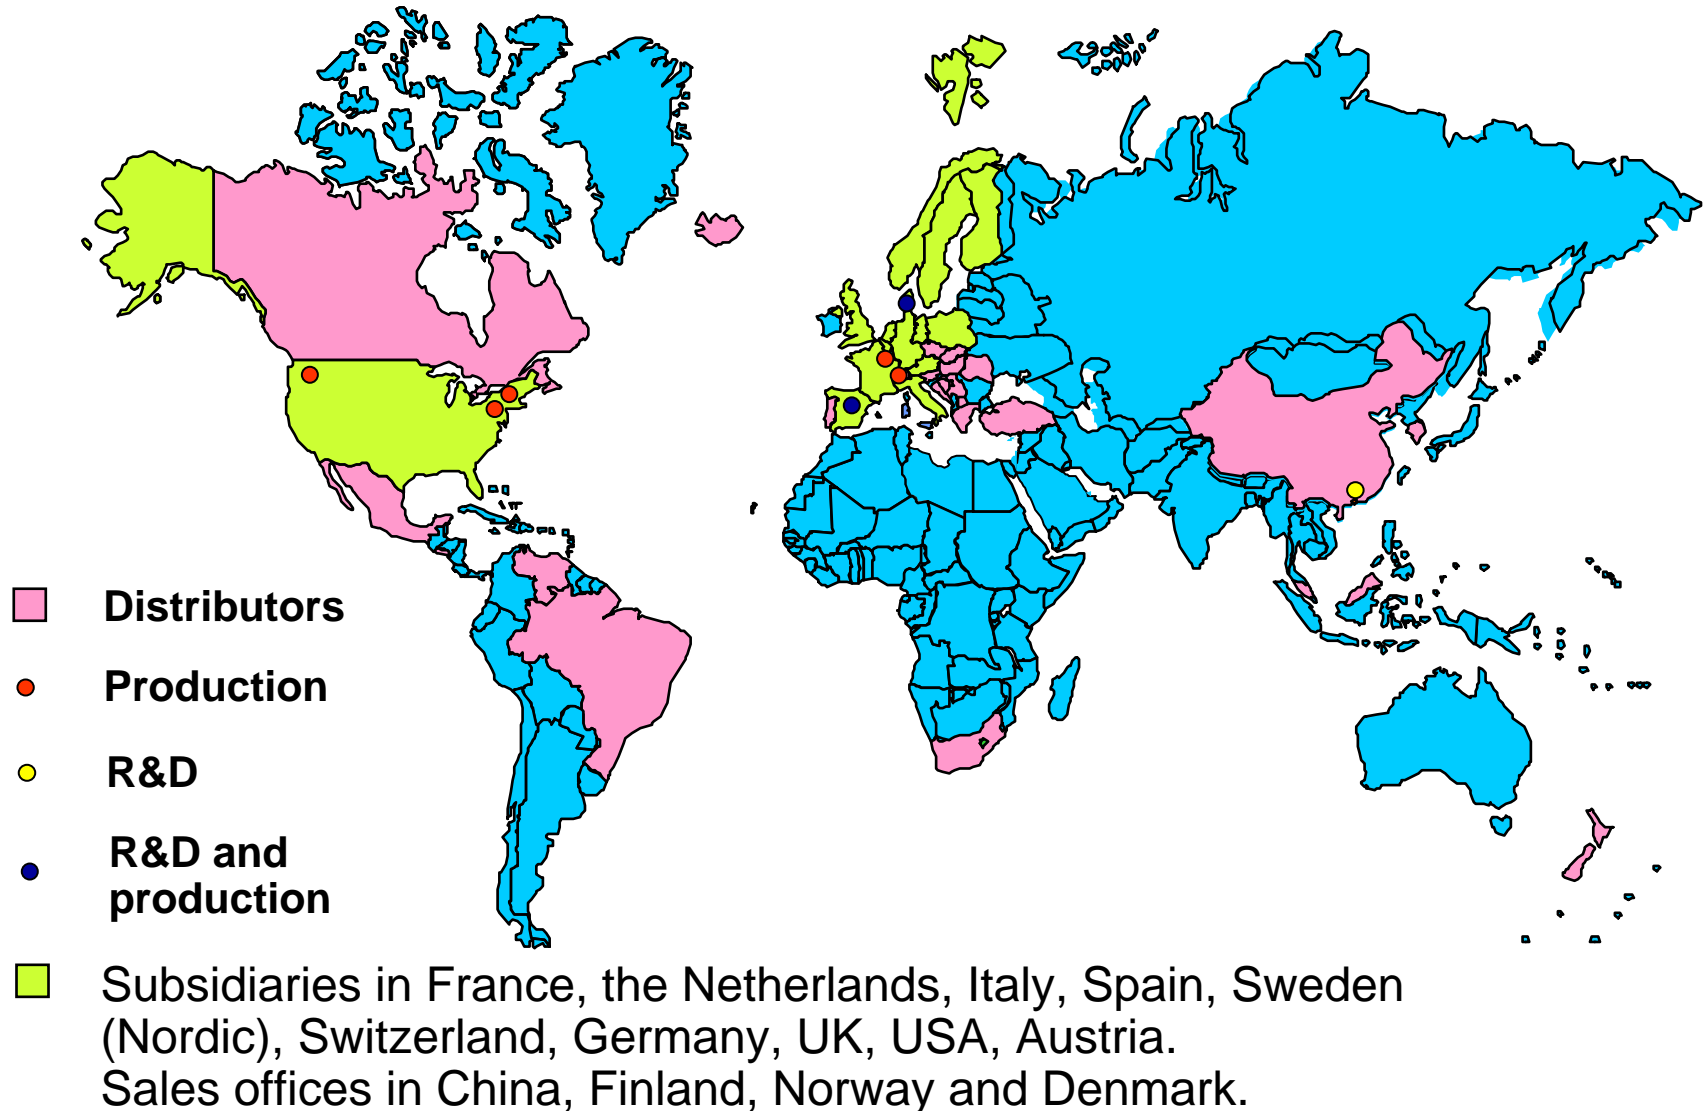 Distributors
Production
R&D
R&D and
production
Subsidiaries in France, the Netherlands, Italy, Spain, Sweden
(Nordic), Switzerland, Germany, UK, USA, Austria.
Sales offices in China, Finland, Norway and Denmark.